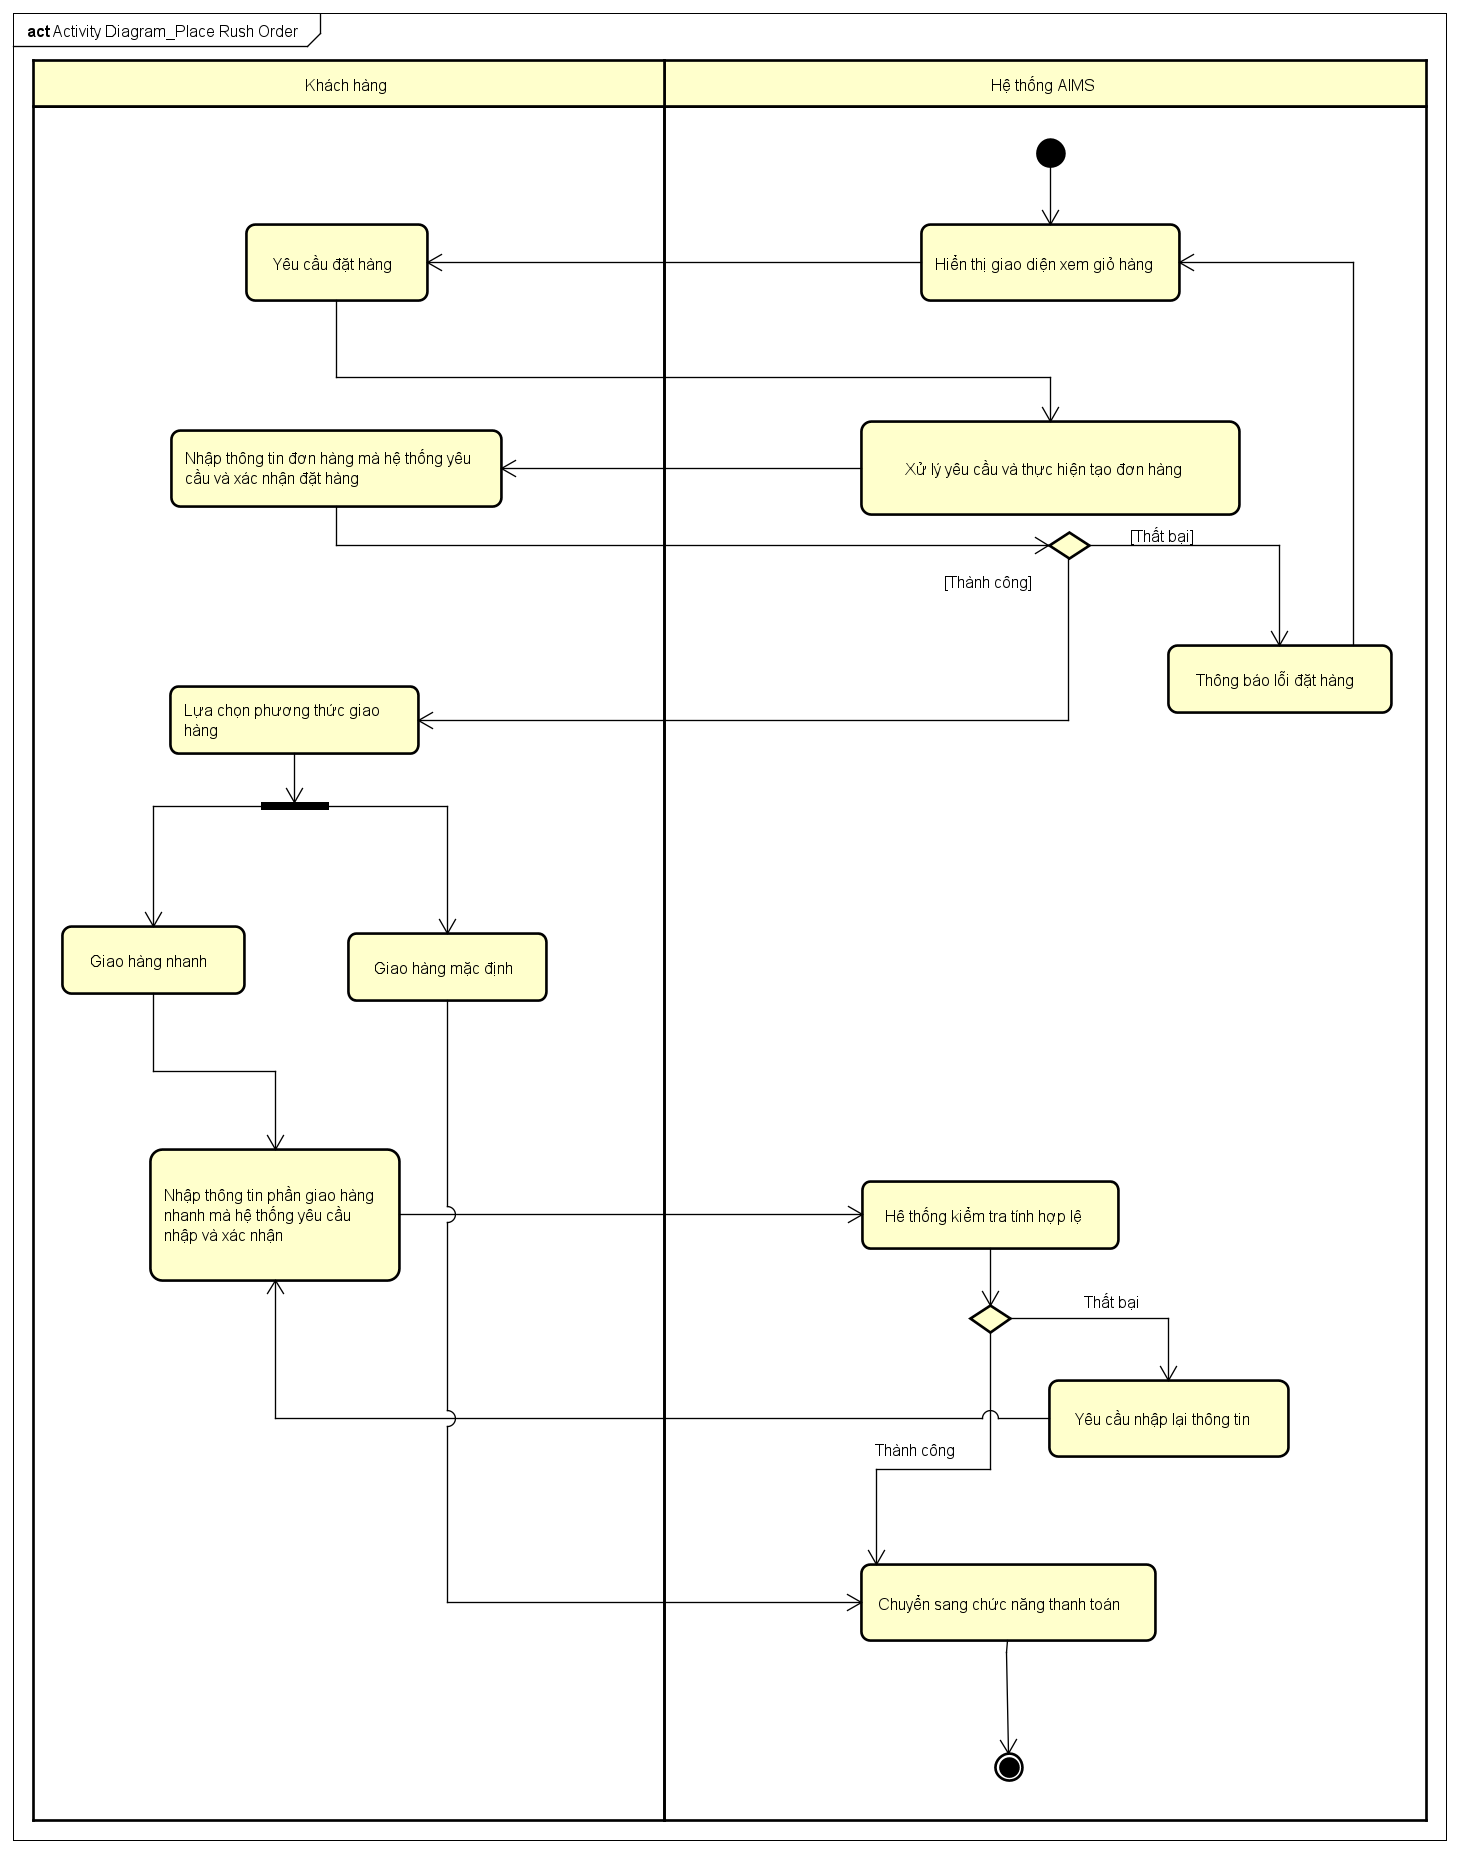 act Activity Diagram_Place Rush Order
Khách hàng
Hệ thống AIMS
Yêu cầu đặt hàng
Hiển thị giao diện xem giỏ hàng
Nhập thông tin đơn hàng mà hệ thống yêu
cầu và xác nhận đặt hàng
Xử lý yêu cầu và thực hiện tạo đơn hàng
[Thất bại]
[Thành công]
Thông báo lỗi đặt hàng
Lựa chọn phương thức giao
hàng
Giao hàng nhanh
Giao hàng mặc định
Nhập thông tin phần giao hàng
nhanh mà hệ thống yêu cầu
nhập và xác nhận
Hê thống kiểm tra tính hợp lệ
Thất bại
Yêu cầu nhập lại thông tin
Thành công
Chuyển sang chức năng thanh toán